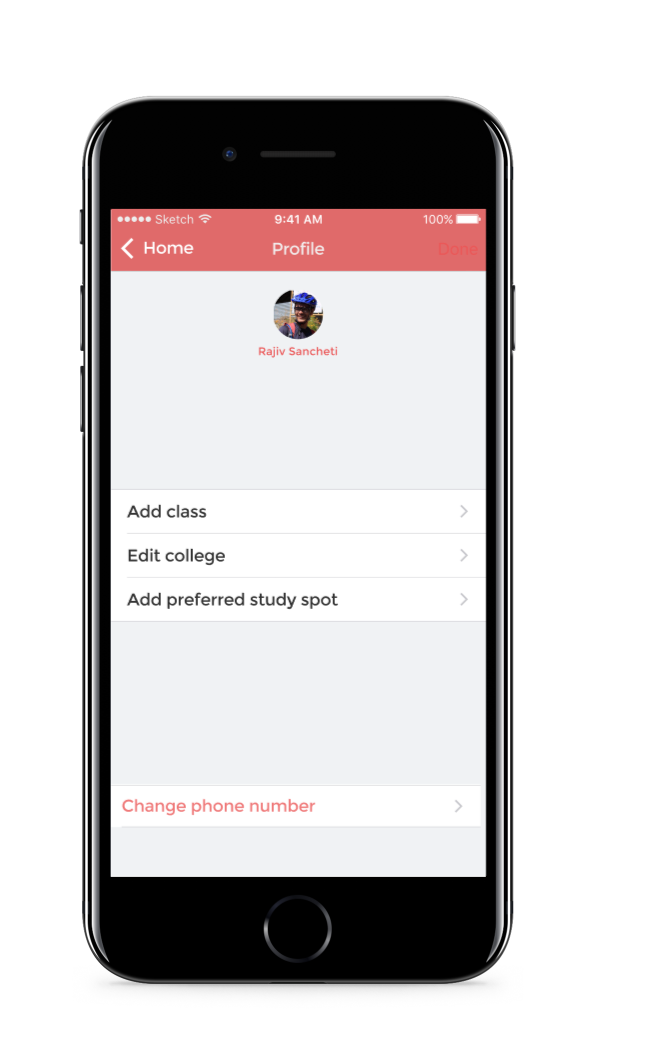 Sketch 9:41 AM 100%
Home Profile Done
Rajiv Sancheti
Add class
Edit college
Add preferred study spot
Change phone number